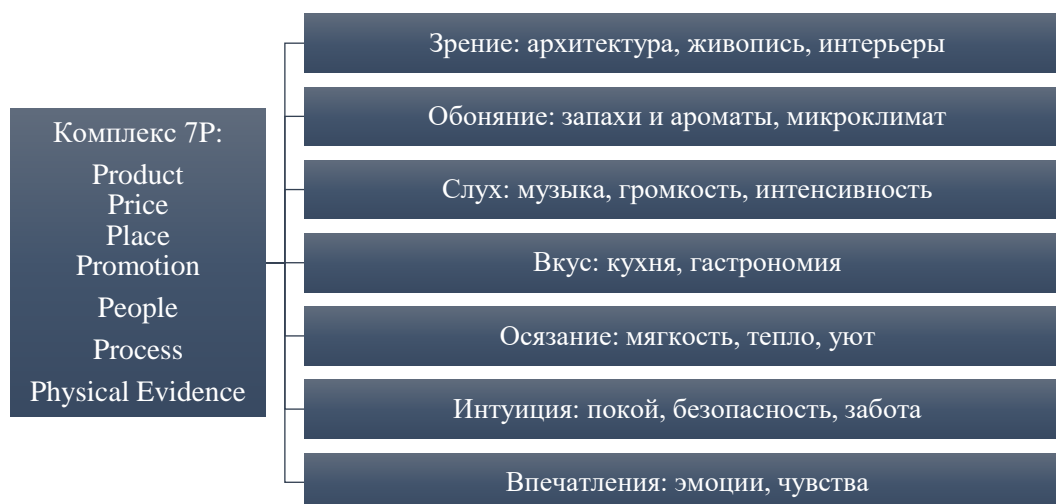 Комплекс 7P:
Product
Price
Place
Promotion
People
Process
Physical Evidence
Зрение: архитектура, живопись, интерьеры
Обоняние: запахи и ароматы, микроклимат
Слух: музыка, громкость, интенсивность
Вкус: кухня, гастрономия
Осязание: мягкость, тепло, уют
Интуиция: покой, безопасность, забота
Впечатления: эмоции, чувства